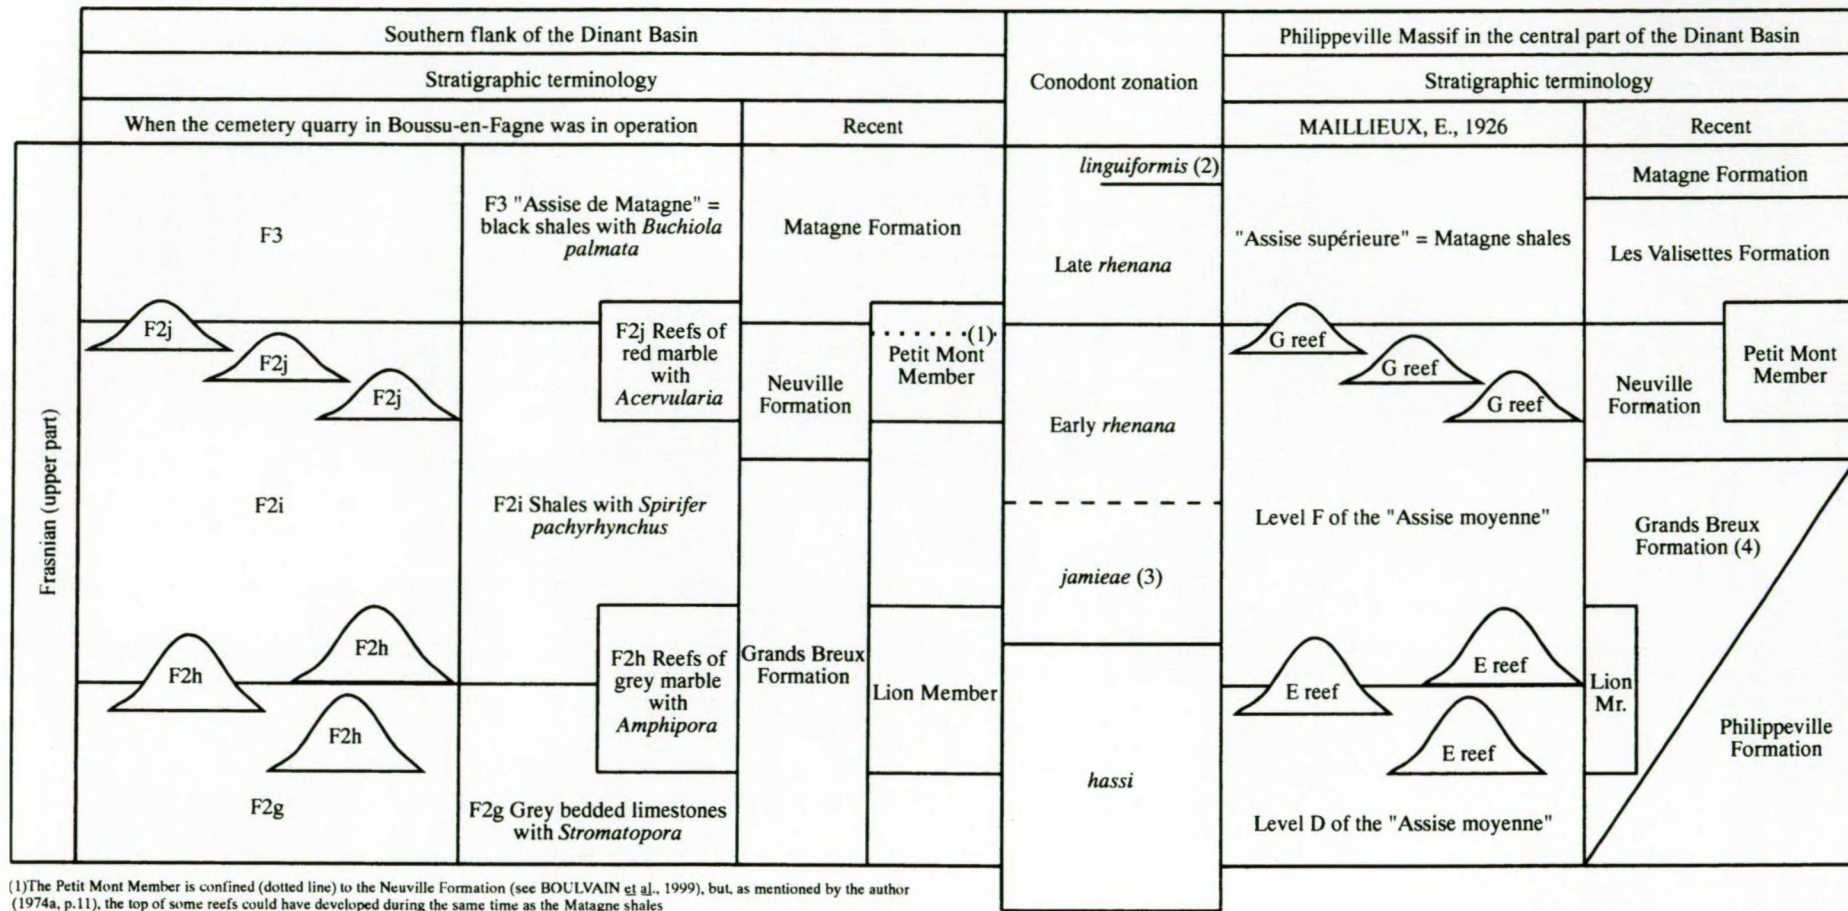 Southern flank of the Dinant Basin
Stratigraphic terminology
When the cemetery quarry in Boussu-en-Fagne was in operation
Recent
Conodont zonation
Philippeville Massif in the central part of the Dinant Basin
Stratigraphic terminology
MAILLIEUX, E., 1926
Recent
Frasnian (upper part)
F3
F2j
F2j
F2j
F2i
F2h
F2h
F2h
F2g
F3 "Assise de Matagne" =
black shales with Buchiola
palmata
F2j Reefs of
red marble
with
Acervularia
F2i Shales with Spirifer
pachyrhynchus
F2h Reefs of
grey marble
with
Amphipora
F2g Grey bedded limestones
with Stromatopora
Matagne Formation
Neuville
Formation
(1)
Petit Mont
Member
Grands Breux
Formation
Lion Member
linguiformis (2)
Late rhenana
Early rhenana
jamieae (3)
hassi
"Assise supérieure" = Matagne shales
G reef
G reef
G reef
Level F of the "Assise moyenne"
E reef
E reef
E reef
Level D of the "Assise moyenne"
Matagne Formation
Les Valisettes Formation
Neuville
Formation
Petit Mont
Member
Grands Breux
Formation (4)
Lion
Mr.
Philippeville
Formation
(1)The Petit Mont Member is confined (dotted line) to the Neuville Formation (see BOULVAIN et al., 1999), but, as mentioned by the author
(1974a, p.11), the top of some reefs could have developed during the same time as the Matagne shales